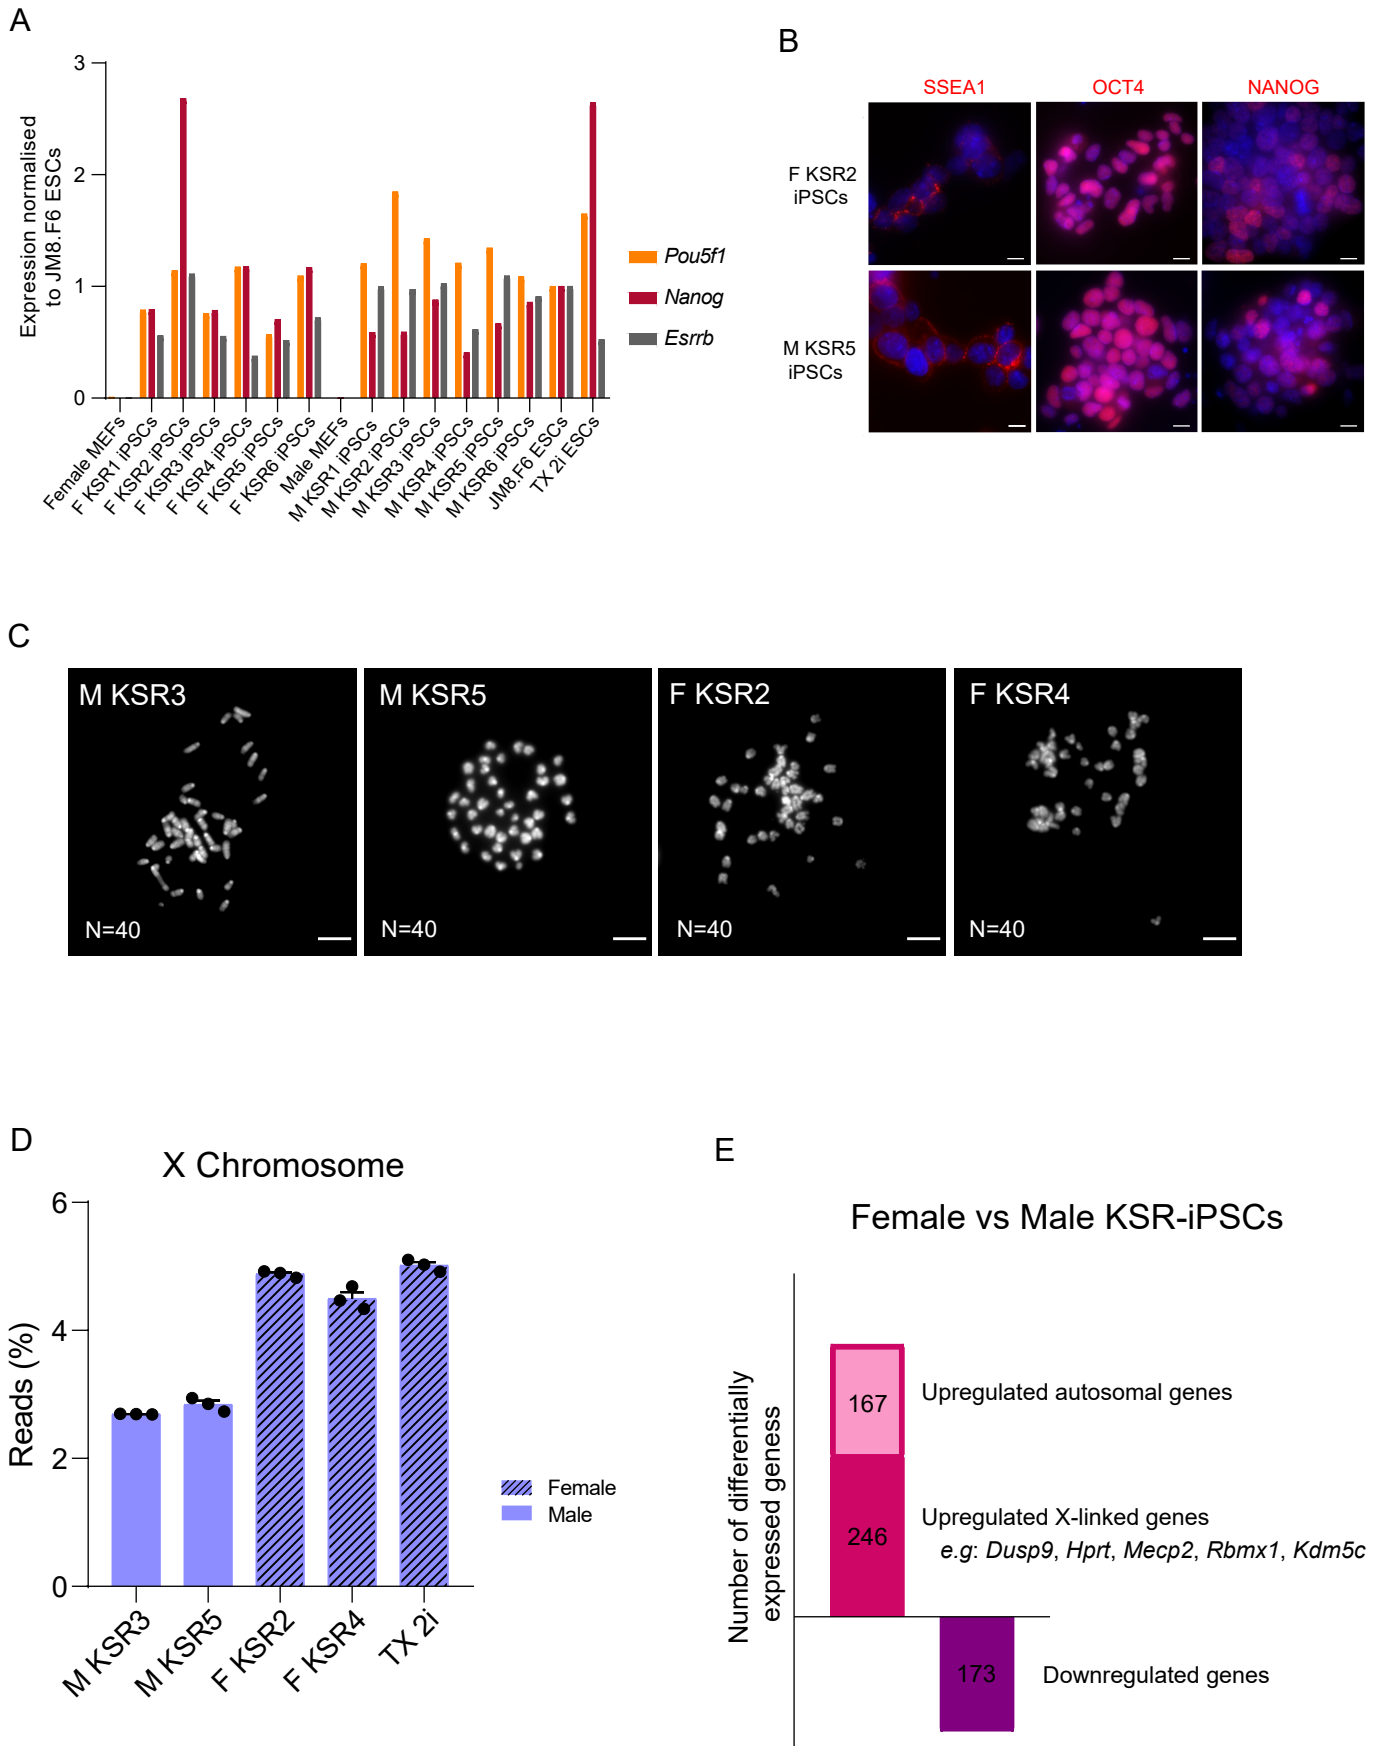 A
3
2
1
0
Expression normalised
to JM8.F6 ESCs
Pou5f1
Nanog
Esrrb
Female MEFs
F KSR1 iPSCs
F KSR2 iPSCs
F KSR3 iPSCs
F KSR4 iPSCs
F KSR5 iPSCs
F KSR6 iPSCs
Male MEFs
M KSR1 iPSCs
M KSR2 iPSCs
M KSR3 iPSCs
M KSR4 iPSCs
M KSR5 iPSCs
M KSR6 iPSCs
JM8.F6 ESCs
TX 2i ESCs
B
SSEA1
OCT4
NANOG
F KSR2
iPSCs
M KSR5
iPSCs
C
M KSR3
N=40
M KSR5
N=40
F KSR2
N=40
F KSR4
N=40
D
X Chromosome
6
4
2
0
Reads (%)
M KSR3
M KSR5
F KSR2
F KSR4
TX 2i
Female
Male
E
Female vs Male KSR-iPSCs
Number of differentially
expressed geness
167
Upregulated autosomal genes
246
Upregulated X-linked genes
e.g: Dusp9, Hprt, Mecp2, Rbmx1, Kdm5c
173
Downregulated genes